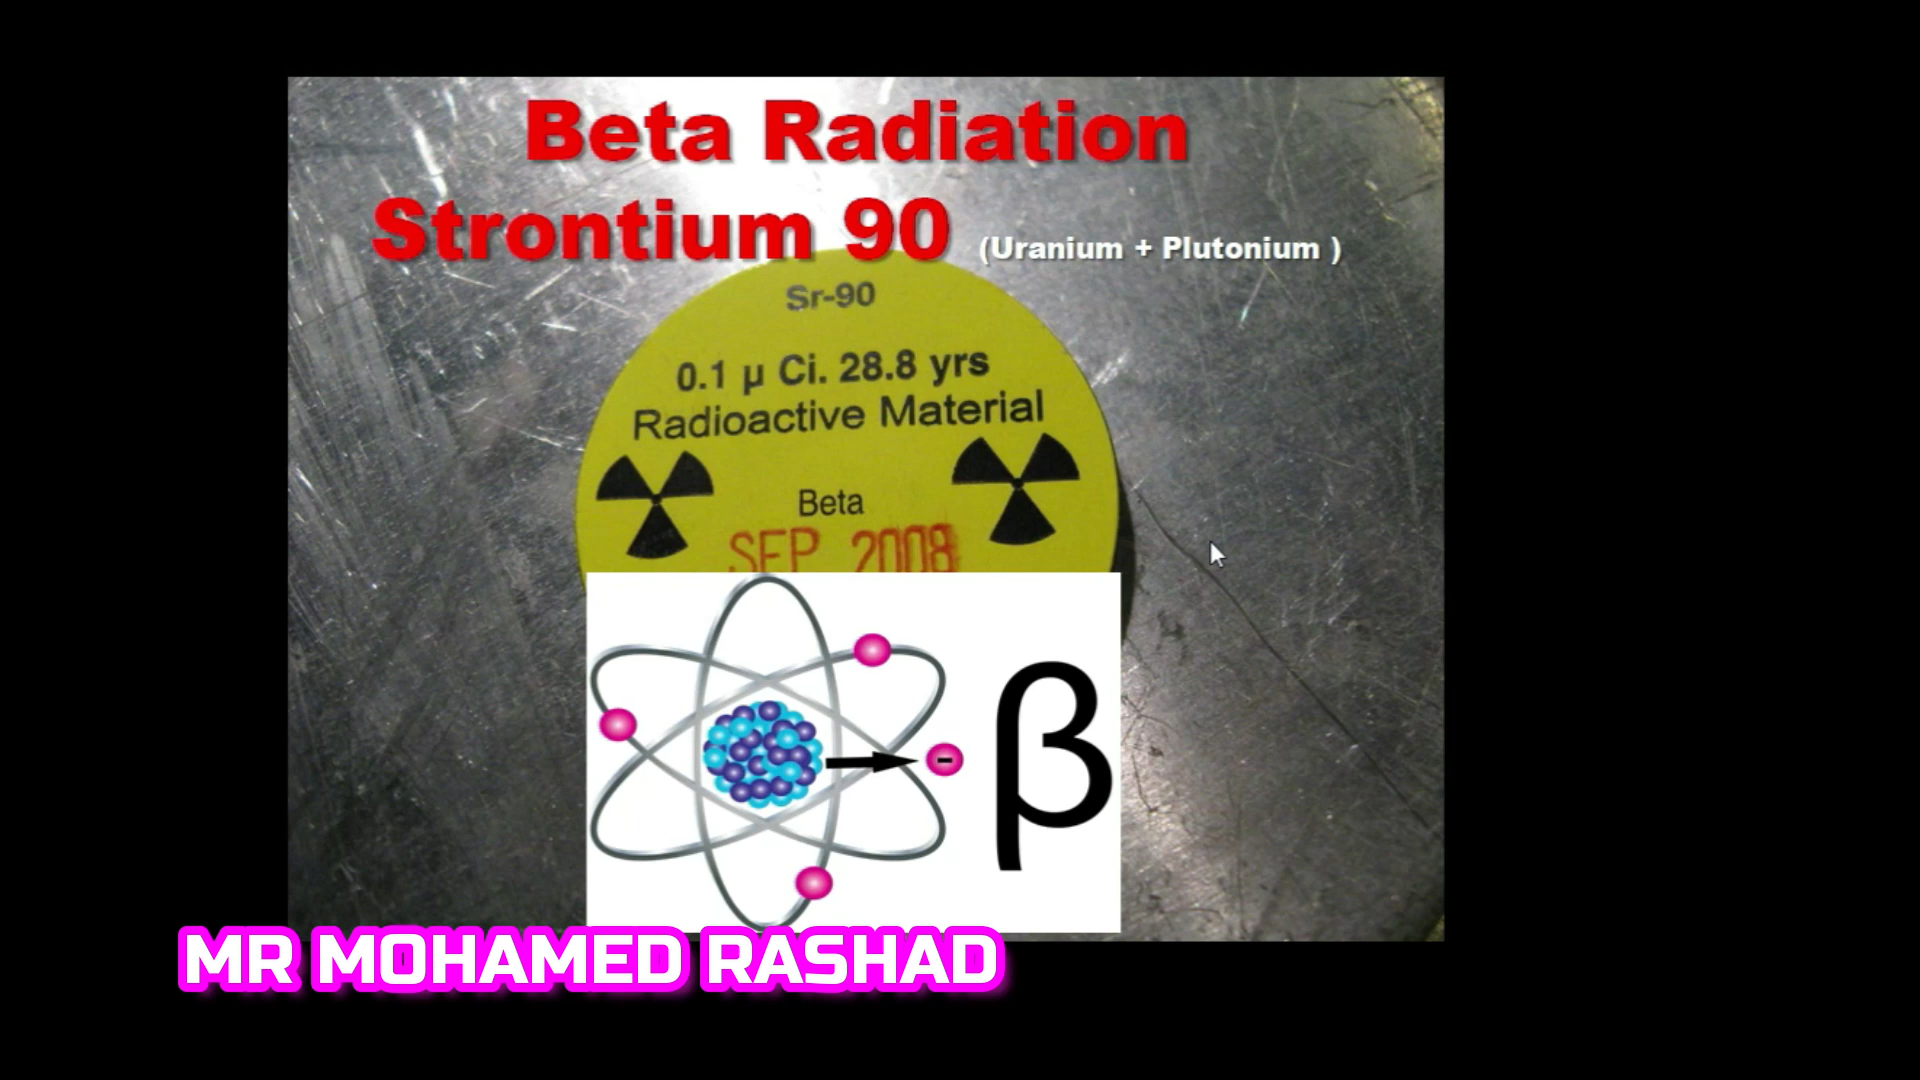 Beta Radiation
Strontium 90 (Uranium + Plutonium )
Sr-90
0.1 μ Ci. 28.8 yrs
Radioactive Material
Beta
SEP 2008
-
β
MR MOHAMED RASHAD